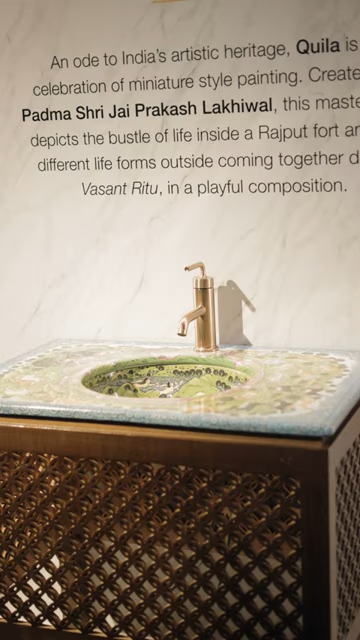 An ode to India's artistic heritage, Quila is
celebration of miniature style painting. Create
Padma Shri Jai Prakash Lakhiwal, this maste
depicts the bustle of life inside a Rajput fort
different life forms outside coming together
Vasant Ritu, in a playful composition.